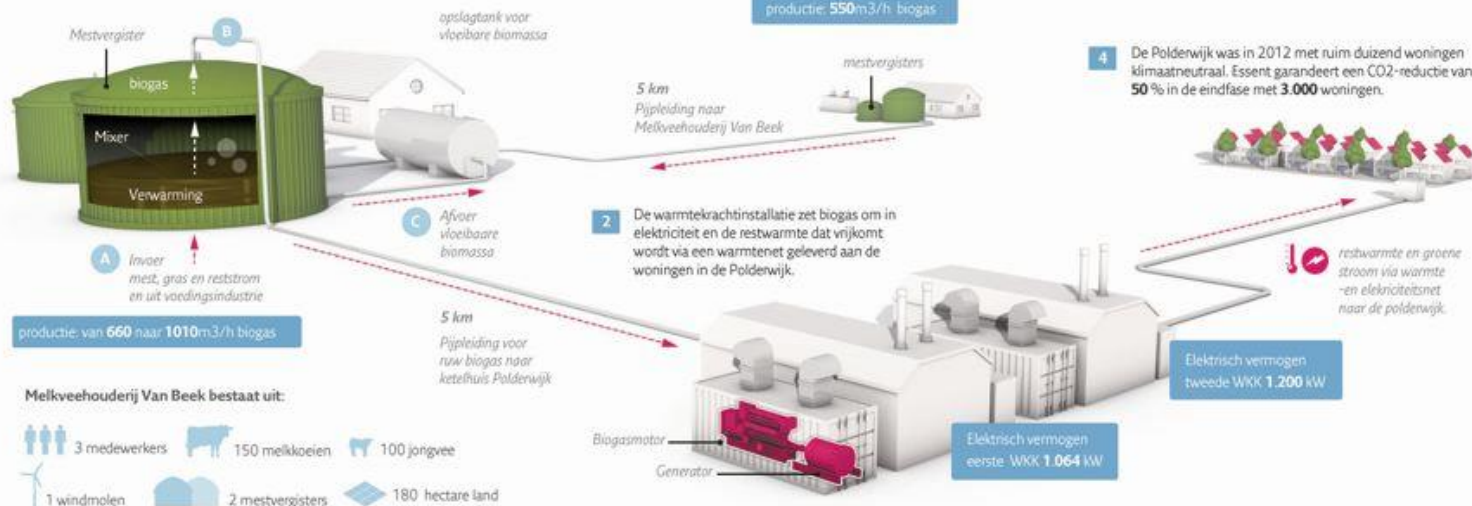 opslagtank voor
vloeibare biomassa
productie: 550m3/h biogas
Mestvergister
B
biogas
Mixer
Verwarming
mestvergisters
5 km
Pijpleiding naar
Melkveehouderij Van Beek
4
De Polderwijk was in 2012 met ruim duizend woningen
klimaatneutraal. Essent garandeert een CO2-reductie van
50 % in de eindfase met 3.000 woningen.
A
Invoer
mest, gras en reststrom
en uit voedingsindustrie
C
Afvoer
vloeibaare
biomassa
2
De warmtekrachtinstallatie zet biogas om in
elektriciteit en de restwarmte dat vrijkomt
wordt via een warmtenet geleverd aan de
woningen in de Polderwijk.
restwarmte en groene
stroom via warmte
-en elekriciteitsnet
naar de polderwijk.
productie: van 660 naar 1010m3/h biogas
5 km
Pijpleiding voor
ruw biogas naar
ketelhuis Polderwijk
Elektrisch vermogen
tweede WKK 1.200 kW
Elektrisch vermogen
eerste WKK 1.064 kW
Biogasmotor
Generator
Melkveehouderij Van Beek bestaat uit:
3 medewerkers
150 melkkoeien
100 jongvee
1 windmolen
2 mestvergisters
180 hectare land